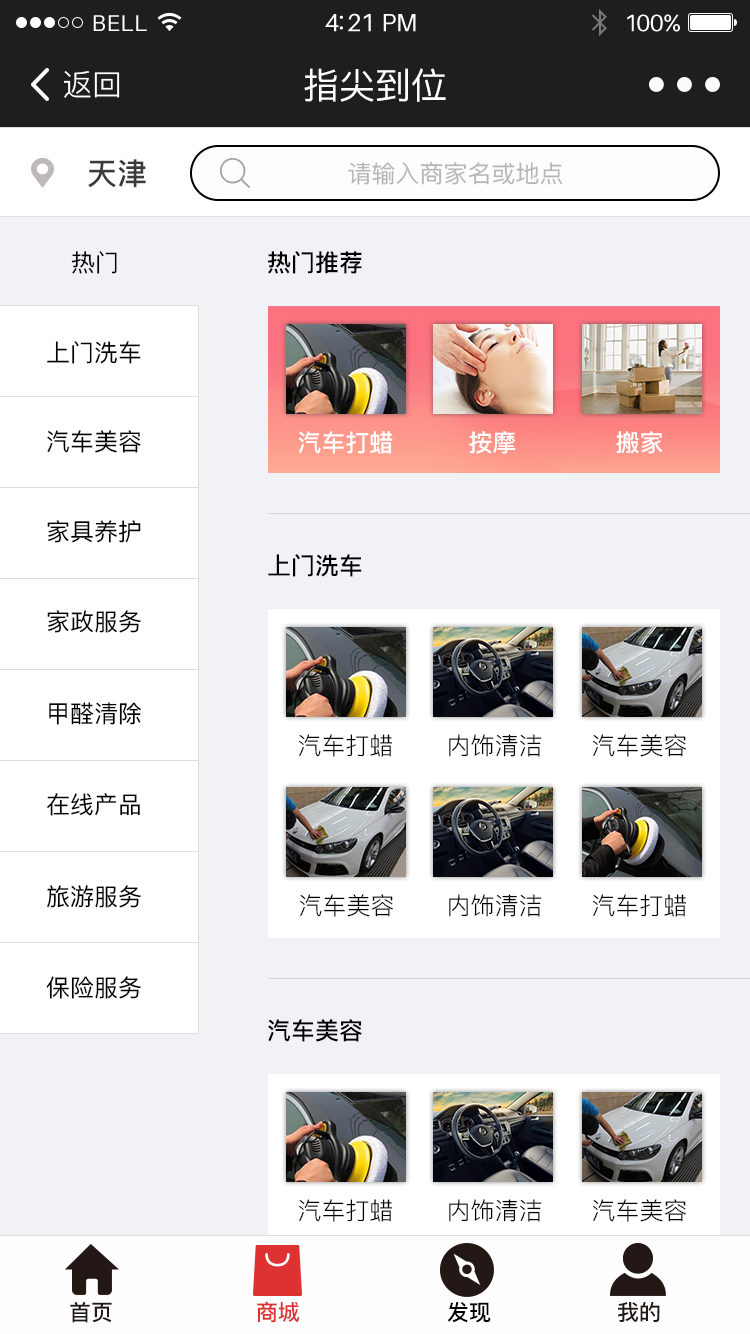 BELL 4:21 PM 100%
返回 指尖到位
天津 请输入商家名或地点
热门
上门洗车
汽车美容
家具养护
家政服务
甲醛清除
在线产品
旅游服务
保险服务
热门推荐
汽车打蜡 按摩 搬家
上门洗车
汽车打蜡 内饰清洁 汽车美容
汽车美容 内饰清洁 汽车打蜡
汽车美容
汽车打蜡 内饰清洁 汽车美容
首页 商城 发现 我的